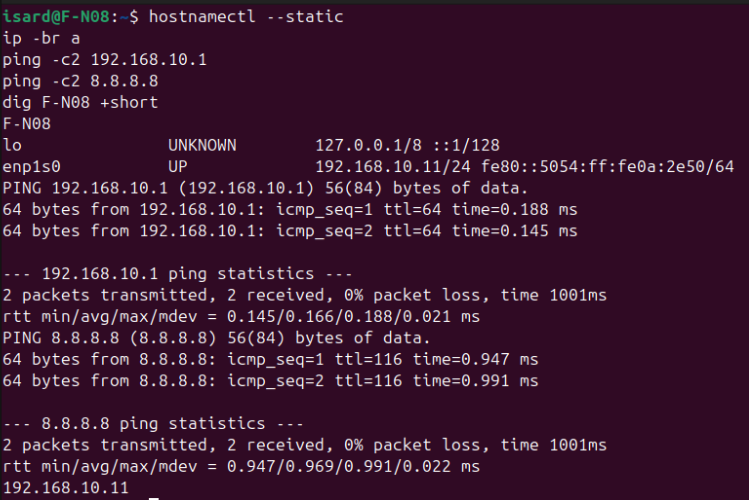 isard@F-N08:~$ hostnamectl --static
ip -br a
ping -c2 192.168.10.1
ping -c2 8.8.8.8
dig F-N08 +short
F-N08
lo UNKNOWN 127.0.0.1/8 ::1/128
enp1s0 UP 192.168.10.11/24 fe80::5054:ff:fe0a:2e50/64
PING 192.168.10.1 (192.168.10.1) 56(84) bytes of data.
64 bytes from 192.168.10.1: icmp_seq=1 ttl=64 time=0.188 ms
64 bytes from 192.168.10.1: icmp_seq=2 ttl=64 time=0.145 ms
--- 192.168.10.1 ping statistics ---
2 packets transmitted, 2 received, 0% packet loss, time 1001ms
rtt min/avg/max/mdev = 0.145/0.166/0.188/0.021 ms
PING 8.8.8.8 (8.8.8.8) 56(84) bytes of data.
64 bytes from 8.8.8.8: icmp_seq=1 ttl=116 time=0.947 ms
64 bytes from 8.8.8.8: icmp_seq=2 ttl=116 time=0.991 ms
--- 8.8.8.8 ping statistics ---
2 packets transmitted, 2 received, 0% packet loss, time 1001ms
rtt min/avg/max/mdev = 0.947/0.969/0.991/0.022 ms
192.168.10.11